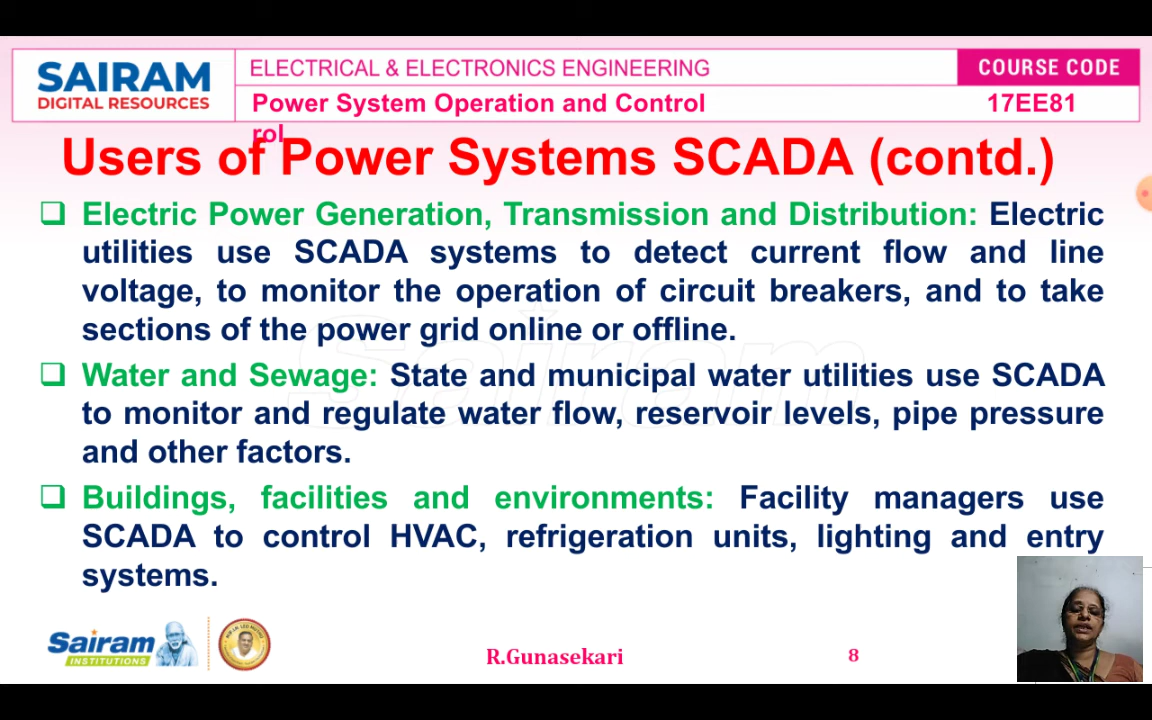 SAIRAM
DIGITAL RESOURCES
ELECTRICAL & ELECTRONICS ENGINEERING
COURSE CODE
Power System Operation and Control
17EE81
rol
Users of Power Systems SCADA (contd.)
Electric Power Generation, Transmission and Distribution: Electric
utilities use SCADA systems to detect current flow and line
voltage, to monitor the operation of circuit breakers, and to take
sections of the power grid online or offline.
Water and Sewage: State and municipal water utilities use SCADA
to monitor and regulate water flow, reservoir levels, pipe pressure
and other factors.
Buildings, facilities and environments: Facility managers use
SCADA to control HVAC, refrigeration units, lighting and entry
systems.
Sairam
Sairam
INSTITUTIONS
R.Gunasekari
8